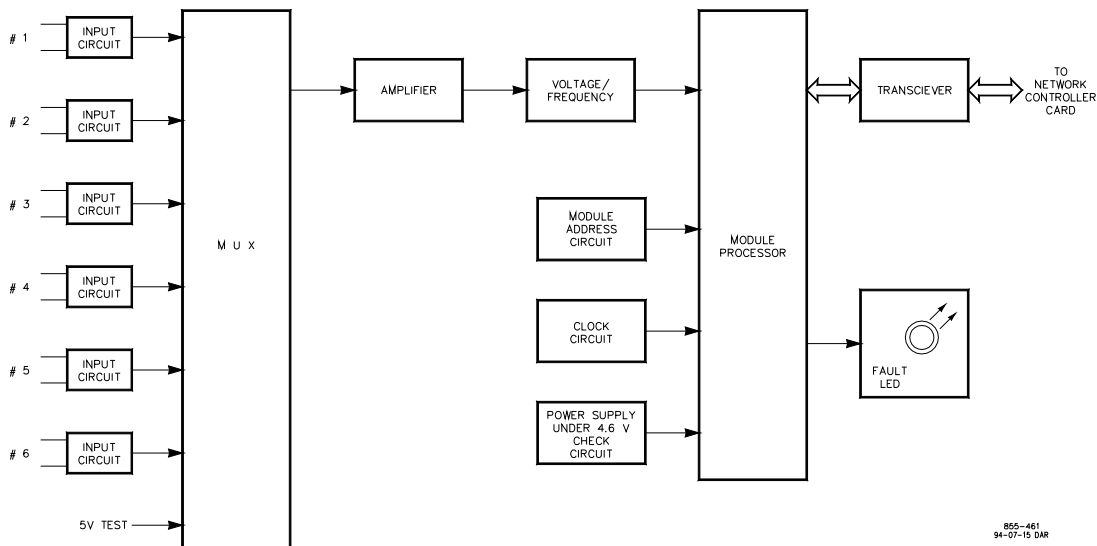 # 1
INPUT
CIRCUIT
# 2
INPUT
CIRCUIT
# 3
INPUT
CIRCUIT
# 4
INPUT
CIRCUIT
# 5
INPUT
CIRCUIT
# 6
INPUT
CIRCUIT
5V TEST
M U X
AMPLIFIER
VOLTAGE/
FREQUENCY
MODULE
ADDRESS
CIRCUIT
CLOCK
CIRCUIT
POWER SUPPLY
UNDER 4.6 V
CHECK
CIRCUIT
MODULE
PROCESSOR
TRANSCIEVER
TO
NETWORK
CONTROLLER
CARD
FAULT
LED
855-461
94-07-15 DAR